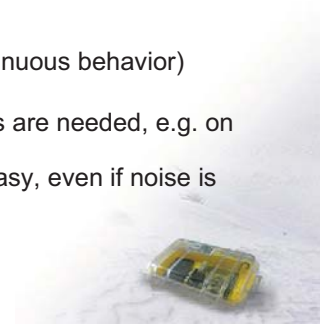 nuous behavior)
s are needed, e.g. on
asy, even if noise is